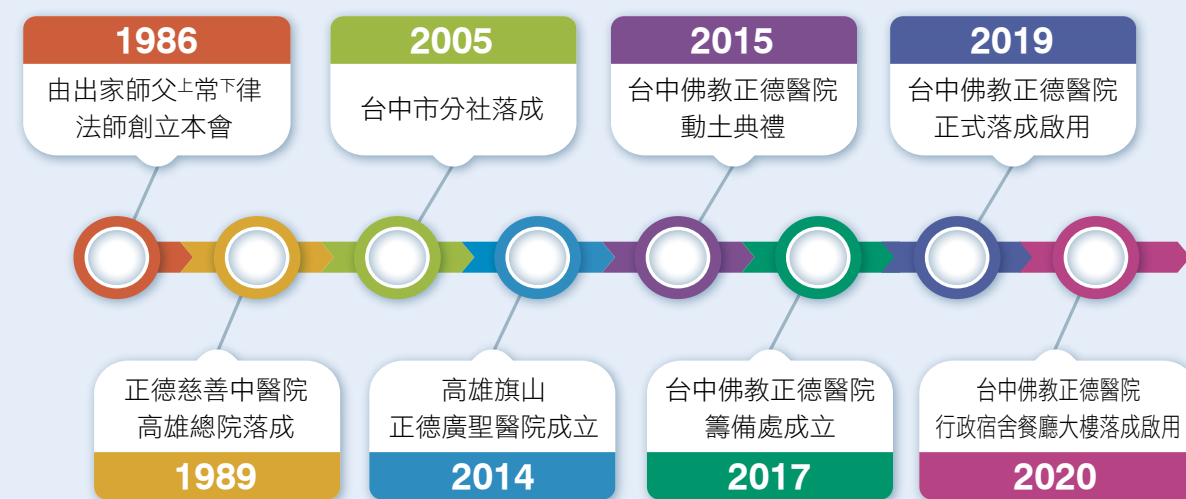 1986
由出家師父上常下律
法師創立本會
2005
台中市分社落成
2015
台中佛教正德醫院
動土典禮
2019
台中佛教正德醫院
正式落成啟用
正德慈善中醫院
高雄總院落成
1989
高雄旗山
正德廣聖醫院成立
2014
台中佛教正德醫院
籌備處成立
2017
台中佛教正德醫院
行政宿舍餐廳大樓落成啟用
2020